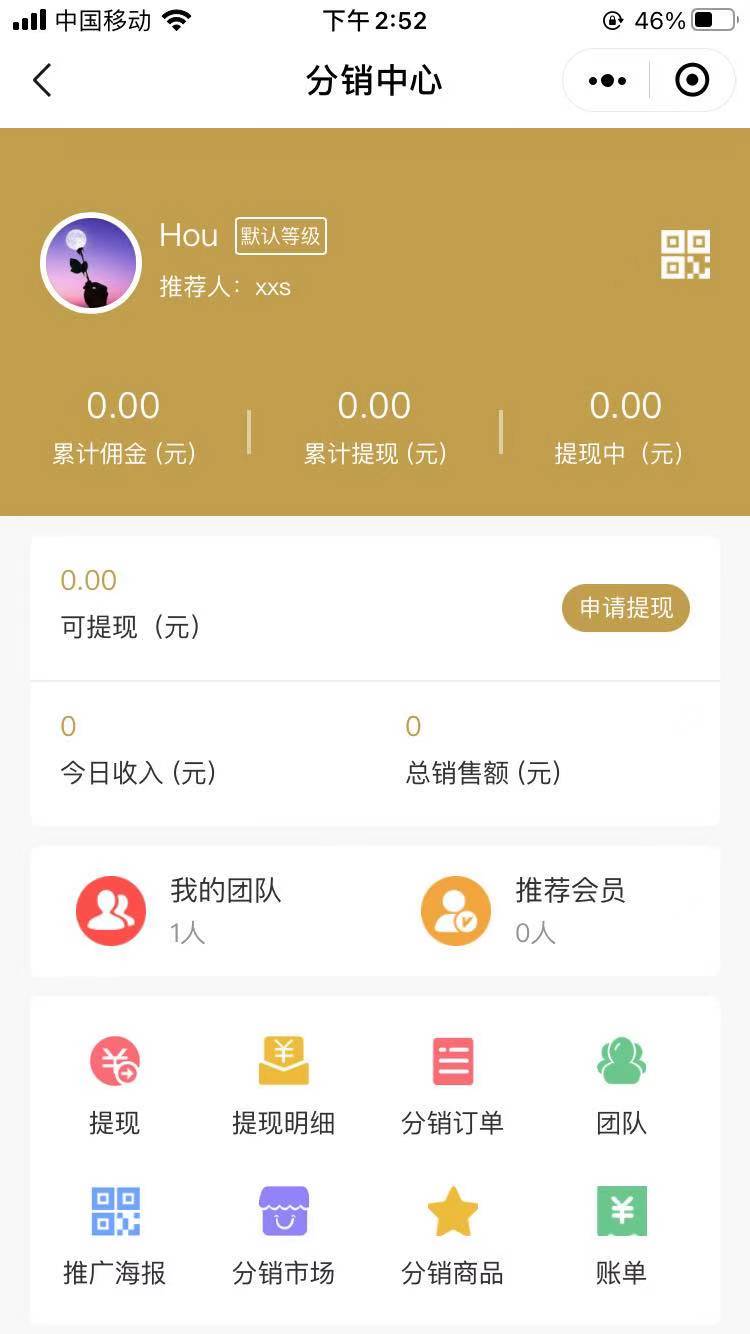 中国移动 下午2:52 46%
分销中心
Hou 默认等级
推荐人：xxs
0.00 0.00 0.00
累计佣金 (元) 累计提现 (元) 提现中（元）
0.00
可提现（元） 申请提现
0 0
今日收入 (元) 总销售额 (元)
我的团队 推荐会员
1人 0人
提现 提现明细 分销订单 团队
推广海报 分销市场 分销商品 账单